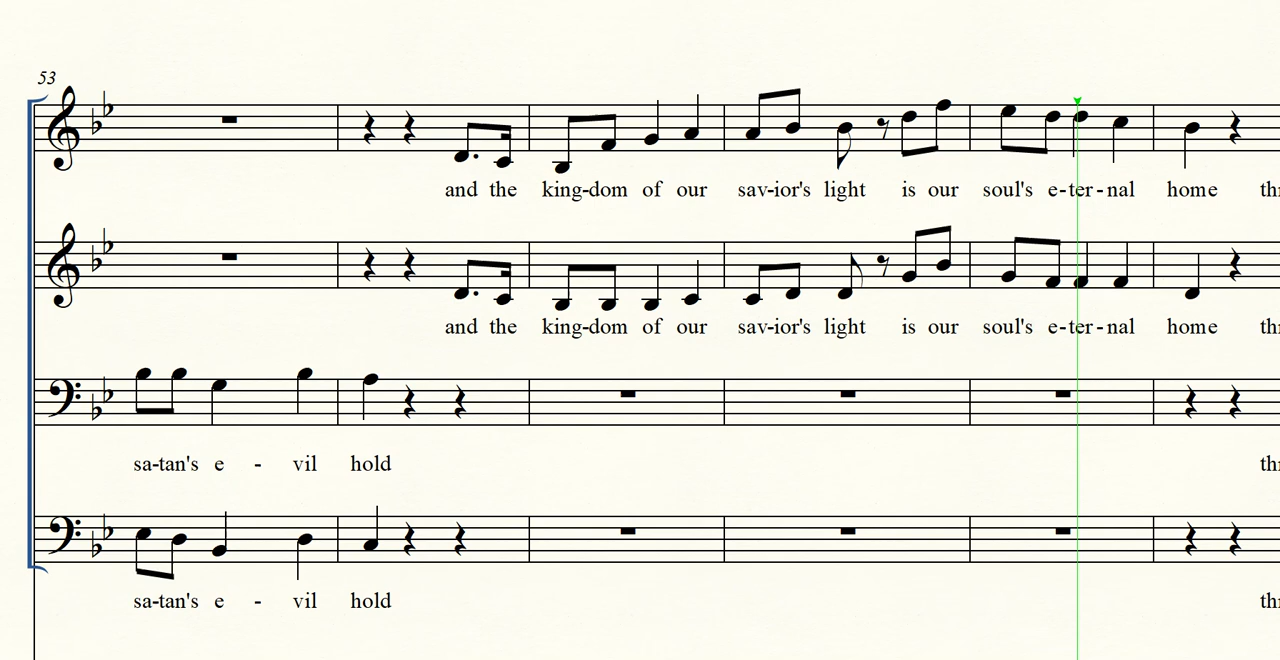 53
and the king-dom of our sav-ior's light is our soul's e-ter-nal home
and the king-dom of our sav-ior's light is our soul's e-ter-nal home
sa-tan's e - vil hold
sa-tan's e - vil hold